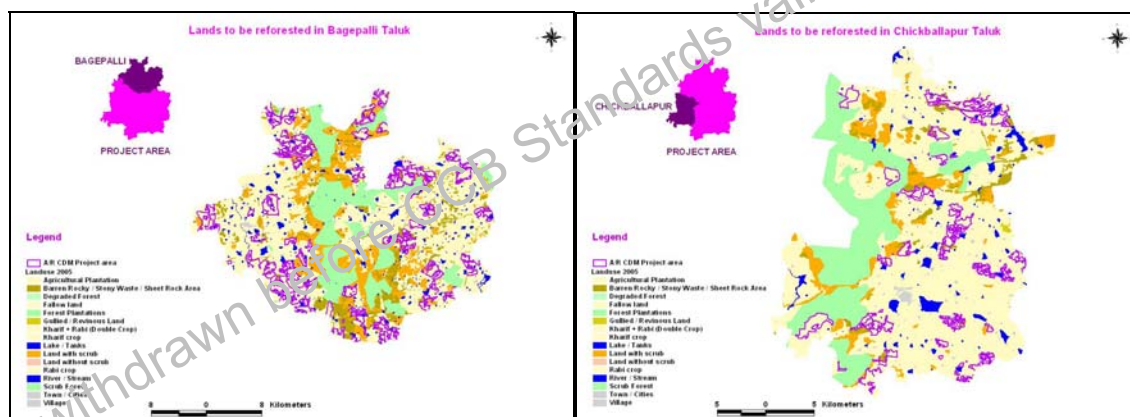 Lands to be reforested in Bagepalli Taluk
BAGEPALLI
PROJECT AREA
Legend
A/R CDM Project area
Landuse 2005
Agricultural Plantation
Barren Rocky / Stony Waste / Sheet Rock Area
Degraded Forest
Fallow land
Forest Plantations
Gullied / Ravinous Land
Kharif + Rabi (Double Crop)
Kharif crop
Lake / Tanks
Land with scrub
Land without scrub
Rabi crop
River / Stream
Scrub Forest
Town / Cities
Village
8 0 8 Kilometers
Lands to be reforested in Chickballapur Taluk
CHICKBALLAPUR
PROJECT AREA
Legend
A/R CDM Project area
Landuse 2005
Agricultural Plantation
Barren Rocky / Stony Waste / Sheet Rock Area
Degraded Forest
Fallow land
Forest Plantations
Gullied / Ravinous Land
Kharif + Rabi (Double Crop)
Kharif crop
Lake / Tanks
Land with scrub
Land without scrub
Rabi crop
River / Stream
Scrub Forest
Town / Cities
Village
5 0 5 Kilometers
withdrawn before CCB Standards